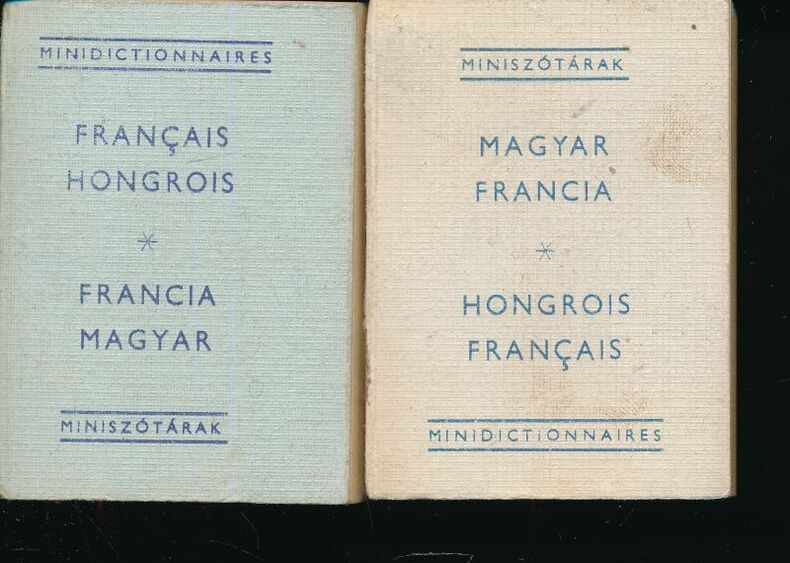 MINIDICTIONNAIRES
FRANÇAIS
HONGROIS
*
FRANCIA
MAGYAR
MINISZÓTÁRAK
MINISZÓTÁRAK
MAGYAR
FRANCIA
*
HONGROIS
FRANÇAIS
MINIDICTIONNAIRES